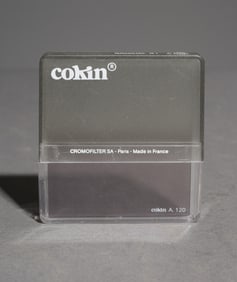 cokin®
CROMOFILTER SA - Paris - Made in France
cokin A 120